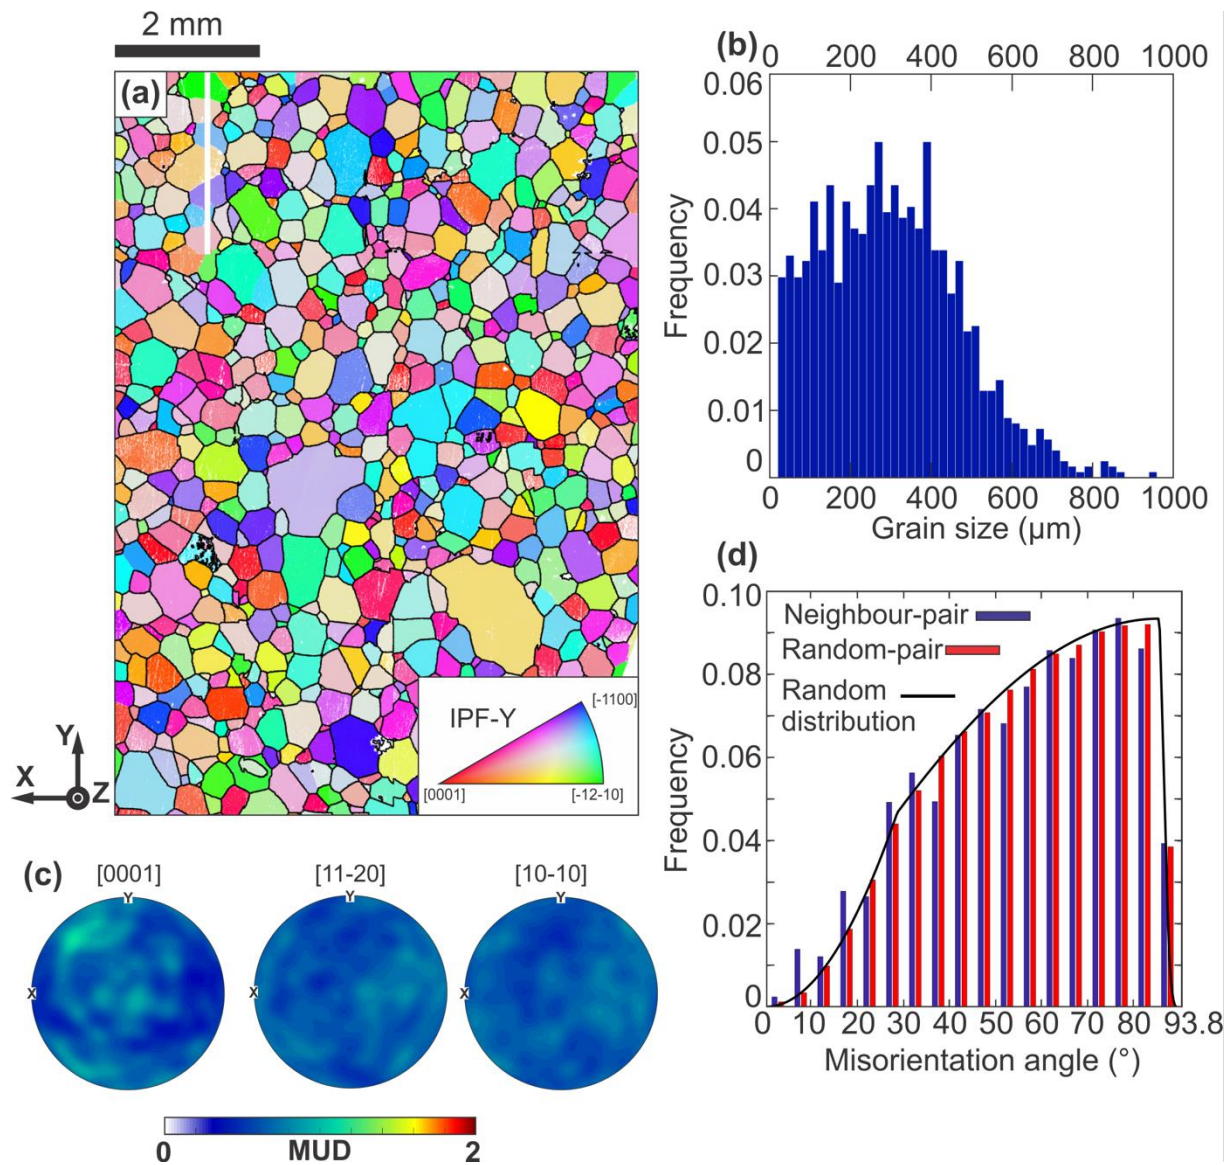 2 mm
(a)
IPF-Y
[-1100]
[0001]
[-12-10]
Y
X
Z
(b)
0 200 400 600 800 1000
0.06
0.05
0.04
0.03
0.02
0.01
0
Frequency
0 200 400 600 800 1000
Grain size (µm)
(c)
[0001]
[11-20]
[10-10]
Y
Y
Y
X
X
X
0
MUD
2
(d)
0.10
0.08
0.06
0.04
0.02
0
Frequency
Neighbour-pair
Random-pair
Random
distribution
0 10 20 30 40 50 60 70 80 93.8
Misorientation angle (°)